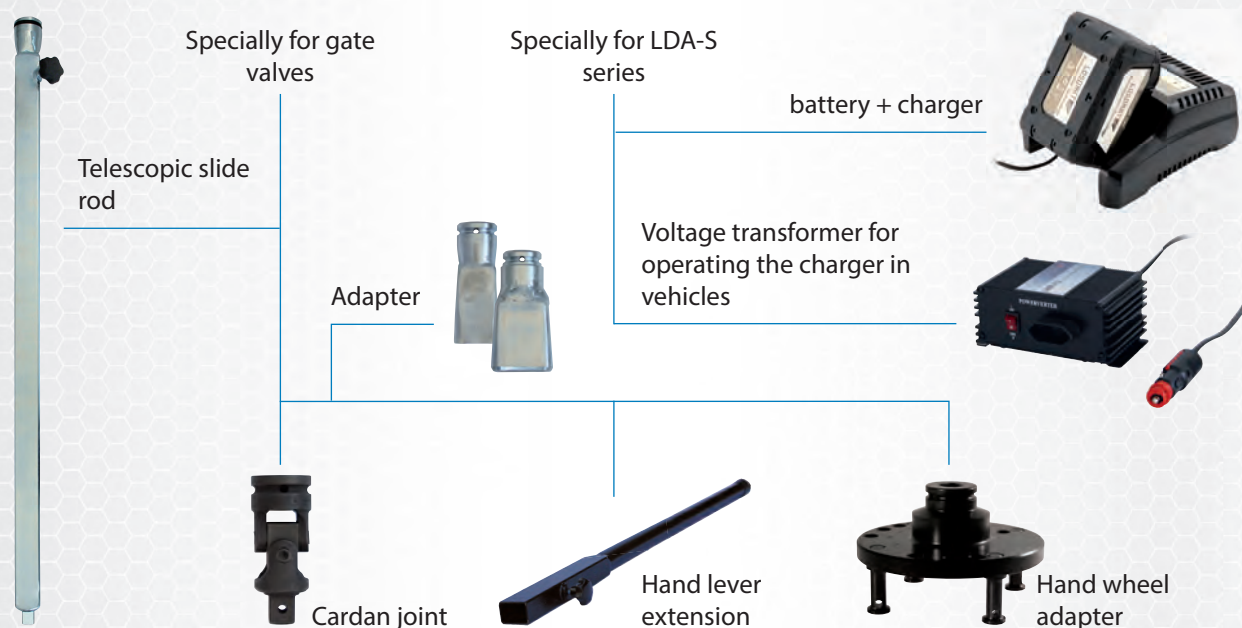 Specially for gate
valves
Specially for LDA-S
series
battery + charger
Telescopic slide
rod
Voltage transformer for
operating the charger in
vehicles
Adapter
POWERVERTER
Cardan joint
Hand lever
extension
Hand wheel
adapter